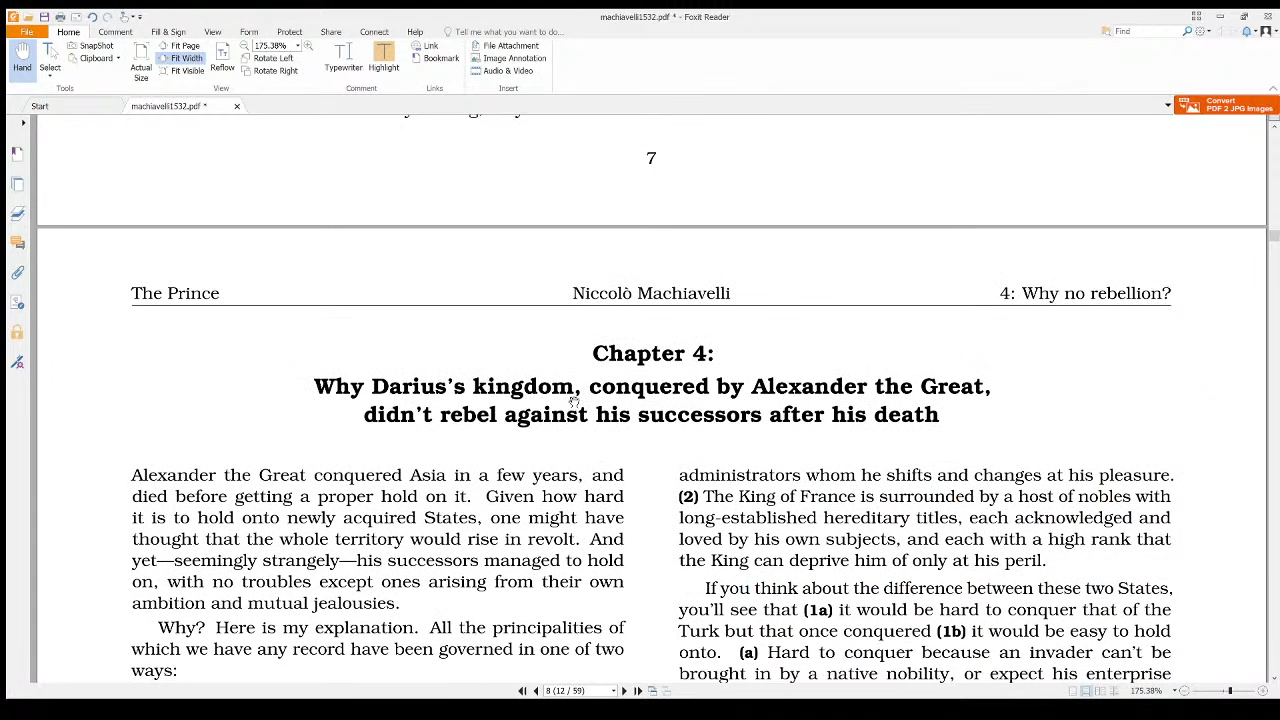 machiavelli1532.pdf * - Foxit Reader
File Home Comment Fill & Sign View Form Protect Share Connect Help Tell me what you want to do... Find
Hand
Select
SnapShot
Clipboard
Tools
Actual Size
Fit Page
Fit Width
Fit Visible
Reflow
175.38%
Rotate Left
Rotate Right
View
Typewriter
Highlight
Comment
Link
Bookmark
Links
File Attachment
Image Annotation
Audio & Video
Insert
Start
machiavelli1532.pdf *
Convert
PDF 2 JPG Images
7
The Prince Niccolò Machiavelli 4: Why no rebellion?
Chapter 4:
Why Darius's kingdom, conquered by Alexander the Great,
didn't rebel against his successors after his death
Alexander the Great conquered Asia in a few years, and
died before getting a proper hold on it. Given how hard
it is to hold onto newly acquired States, one might have
thought that the whole territory would rise in revolt. And
yet—seemingly strangely—his successors managed to hold
on, with no troubles except ones arising from their own
ambition and mutual jealousies.
Why? Here is my explanation. All the principalities of
which we have any record have been governed in one of two
ways:
administrators whom he shifts and changes at his pleasure.
(2) The King of France is surrounded by a host of nobles with
long-established hereditary titles, each acknowledged and
loved by his own subjects, and each with a high rank that
the King can deprive him of only at his peril.
If you think about the difference between these two States,
you'll see that (1a) it would be hard to conquer that of the
Turk but that once conquered (1b) it would be easy to hold
onto. (a) Hard to conquer because an invader can't be
brought in by a native nobility, or expect his enterprise
8 (12 / 59)
175.38%